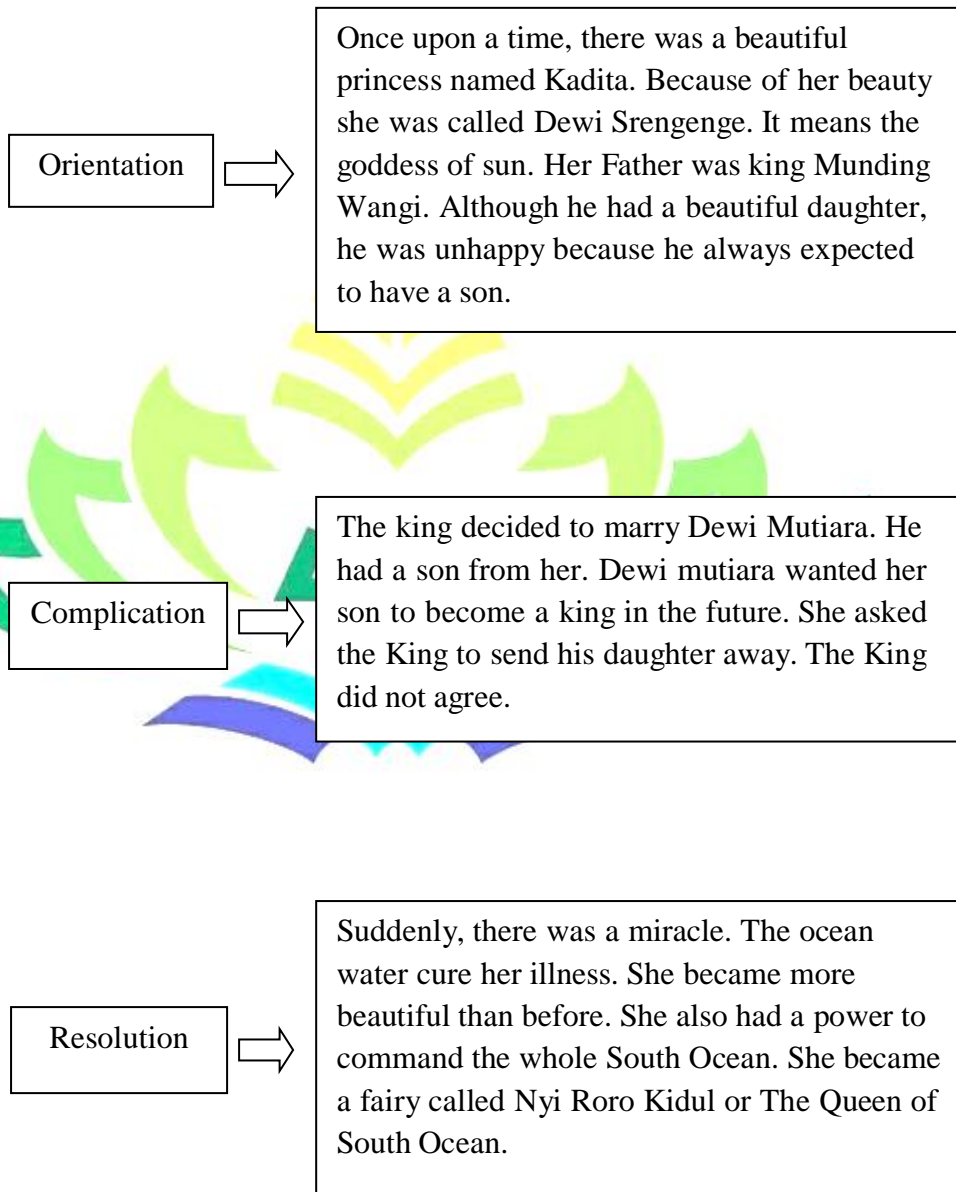 Once upon a time, there was a beautiful
princess named Kadita. Because of her beauty
she was called Dewi Srengenge. It means the
Orientation
goddess of sun. Her Father was king Munding
Wangi. Although he had a beautiful daughter,
he was unhappy because he always expected
to have a son.
The king decided to marry Dewi Mutiara. He
had a son from her. Dewi mutiara wanted her
Complication
son to become a king in the future. She asked
the King to send his daughter away. The King
did not agree.
Suddenly, there was a miracle. The ocean
water cure her illness. She became more
beautiful than before. She also had a power to
Resolution
command the whole South Ocean. She became
a fairy called Nyi Roro Kidul or The Queen of
South Ocean.